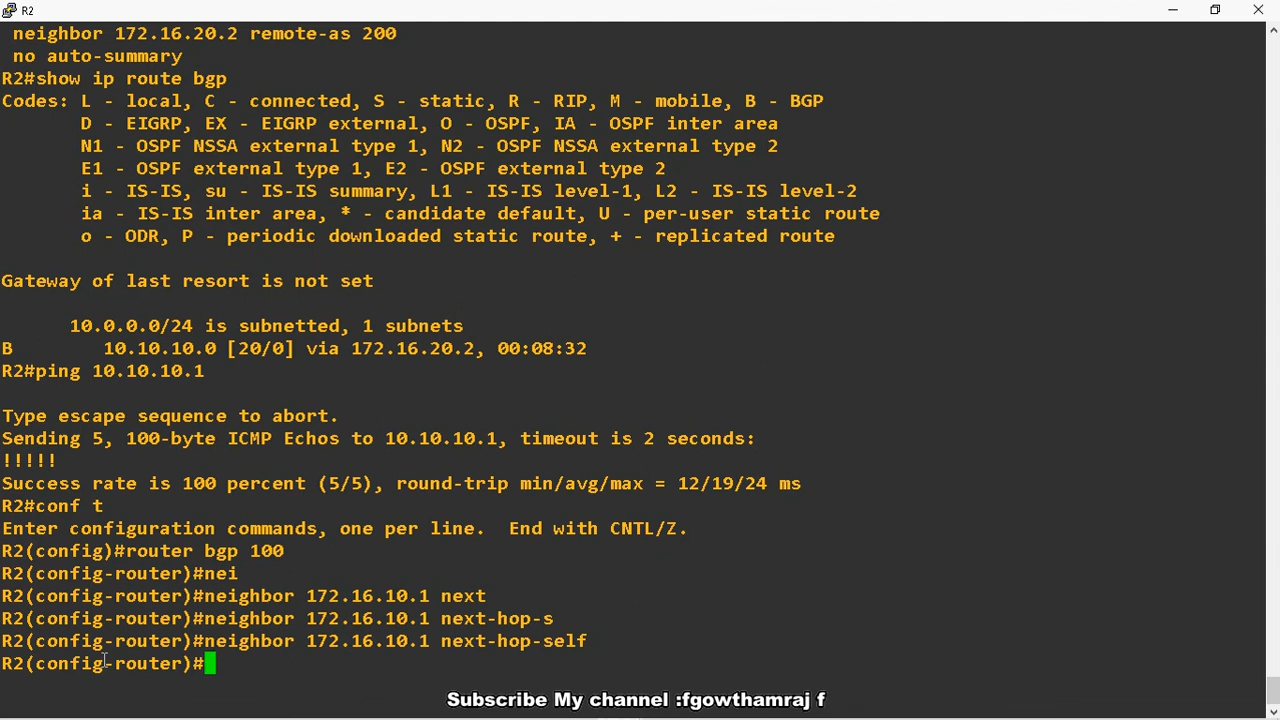 R2
neighbor 172.16.20.2 remote-as 200
no auto-summary
R2#show ip route bgp
Codes: L - local, C - connected, S - static, R - RIP, M - mobile, B - BGP
D - EIGRP, EX - EIGRP external, O - OSPF, IA - OSPF inter area
N1 - OSPF NSSA external type 1, N2 - OSPF NSSA external type 2
E1 - OSPF external type 1, E2 - OSPF external type 2
i - IS-IS, su - IS-IS summary, L1 - IS-IS level-1, L2 - IS-IS level-2
ia - IS-IS inter area, * - candidate default, U - per-user static route
o - ODR, P - periodic downloaded static route, + - replicated route
Gateway of last resort is not set
10.0.0.0/24 is subnetted, 1 subnets
B 10.10.10.0 [20/0] via 172.16.20.2, 00:08:32
R2#ping 10.10.10.1
Type escape sequence to abort.
Sending 5, 100-byte ICMP Echos to 10.10.10.1, timeout is 2 seconds:
!!!!!
Success rate is 100 percent (5/5), round-trip min/avg/max = 12/19/24 ms
R2#conf t
Enter configuration commands, one per line.  End with CNTL/Z.
R2(config)#router bgp 100
R2(config-router)#nei
R2(config-router)#neighbor 172.16.10.1 next
R2(config-router)#neighbor 172.16.10.1 next-hop-s
R2(config-router)#neighbor 172.16.10.1 next-hop-self
R2(config-router)#
Subscribe My channel :fgowthamraj f